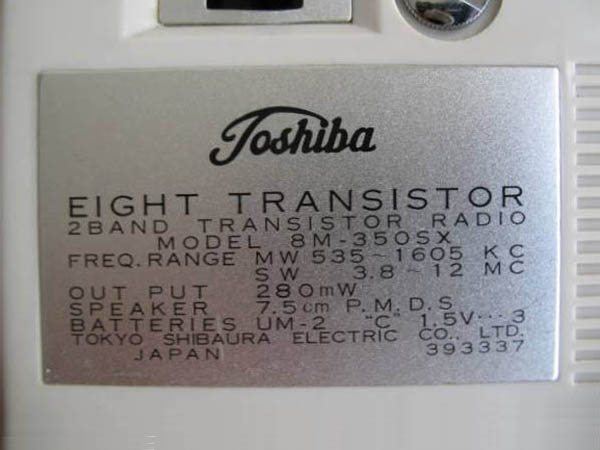 Toshiba
EIGHT TRANSISTOR
2BAND TRANSISTOR RADIO
MODEL 8M-350SX
FREQ. RANGE MW 535~1605 KC
SW 3.8~12 MC
OUT PUT 280mW
SPEAKER 7.5cm P.M.D.S
BATTERIES UM-2 "C" 1.5V···3
TOKYO SHIBAURA ELECTRIC CO., LTD.
JAPAN 393337